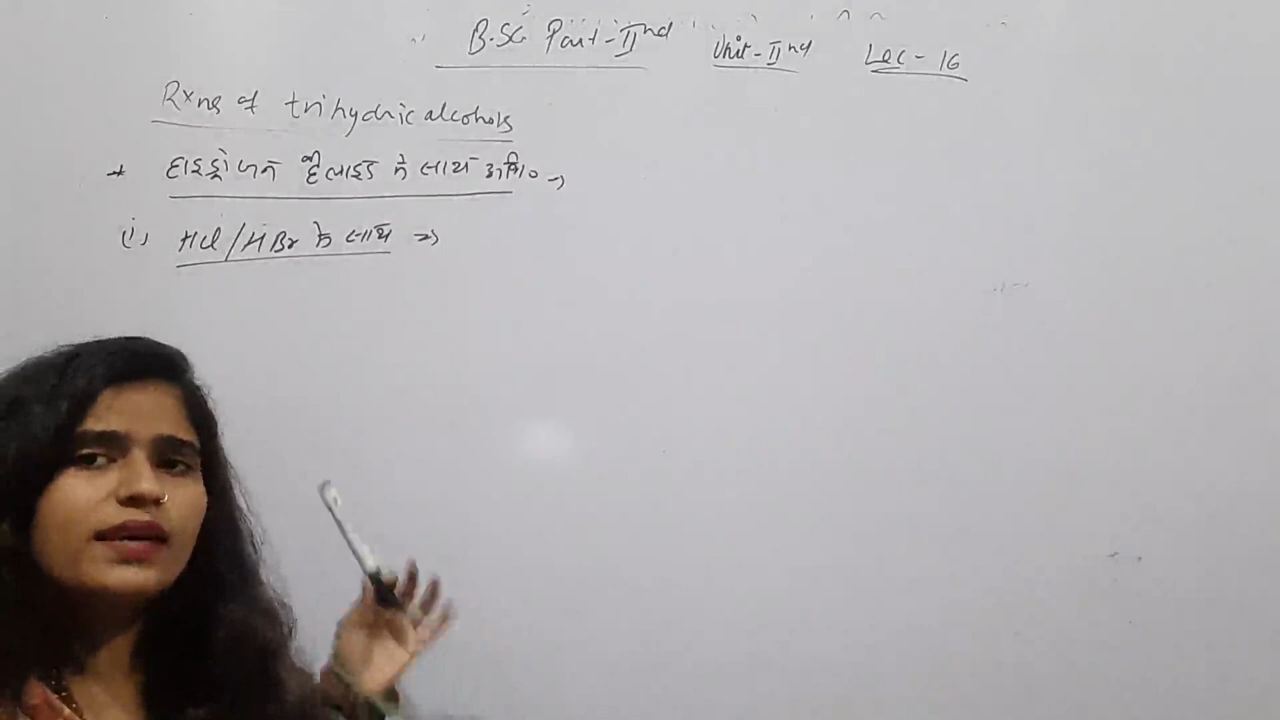 B.SC Part-IInd Unit-IInd Lec-16
Rxns of trihydric alcohols
* हाइड्रोजन हैलाइड के साथ अभि० →
(i) HCl/HBr के साथ ⇒